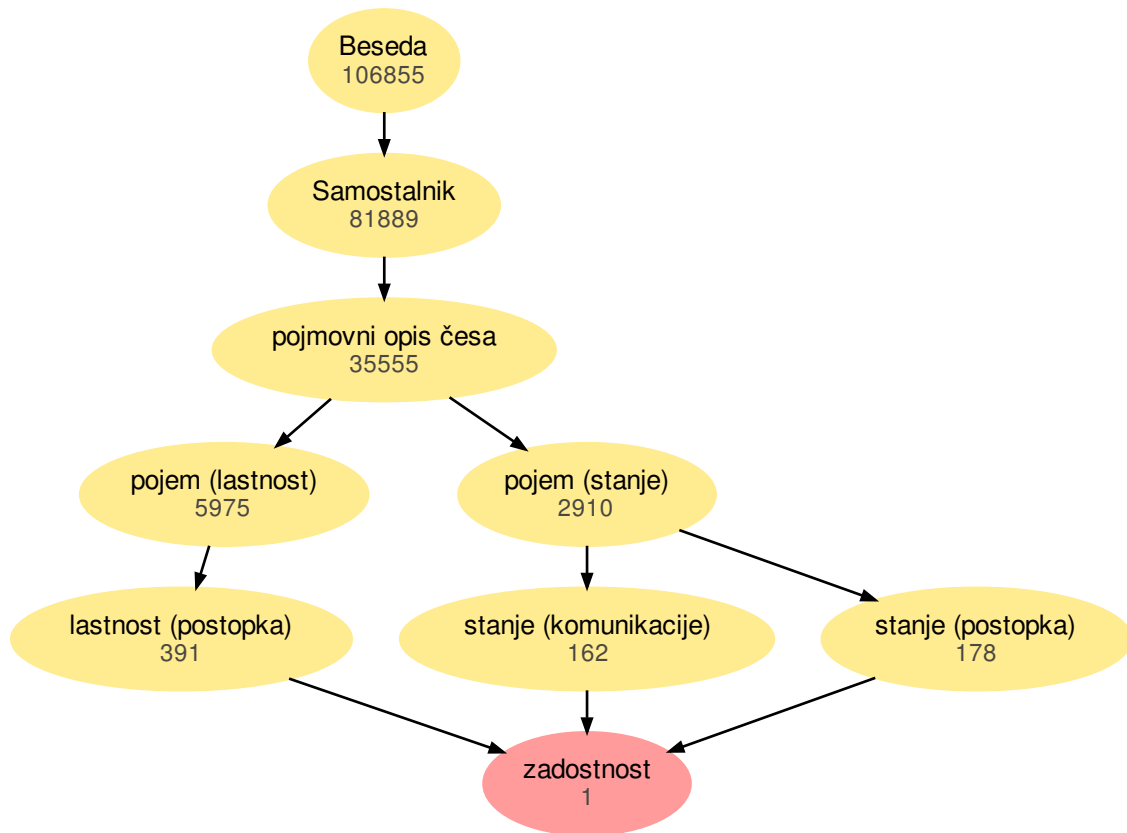 Beseda
106855
Samostalnik
81889
pojmovni opis česa
35555
pojem (lastnost)
5975
pojem (stanje)
2910
lastnost (postopka)
391
stanje (komunikacije)
162
stanje (postopka)
178
zadostnost
1